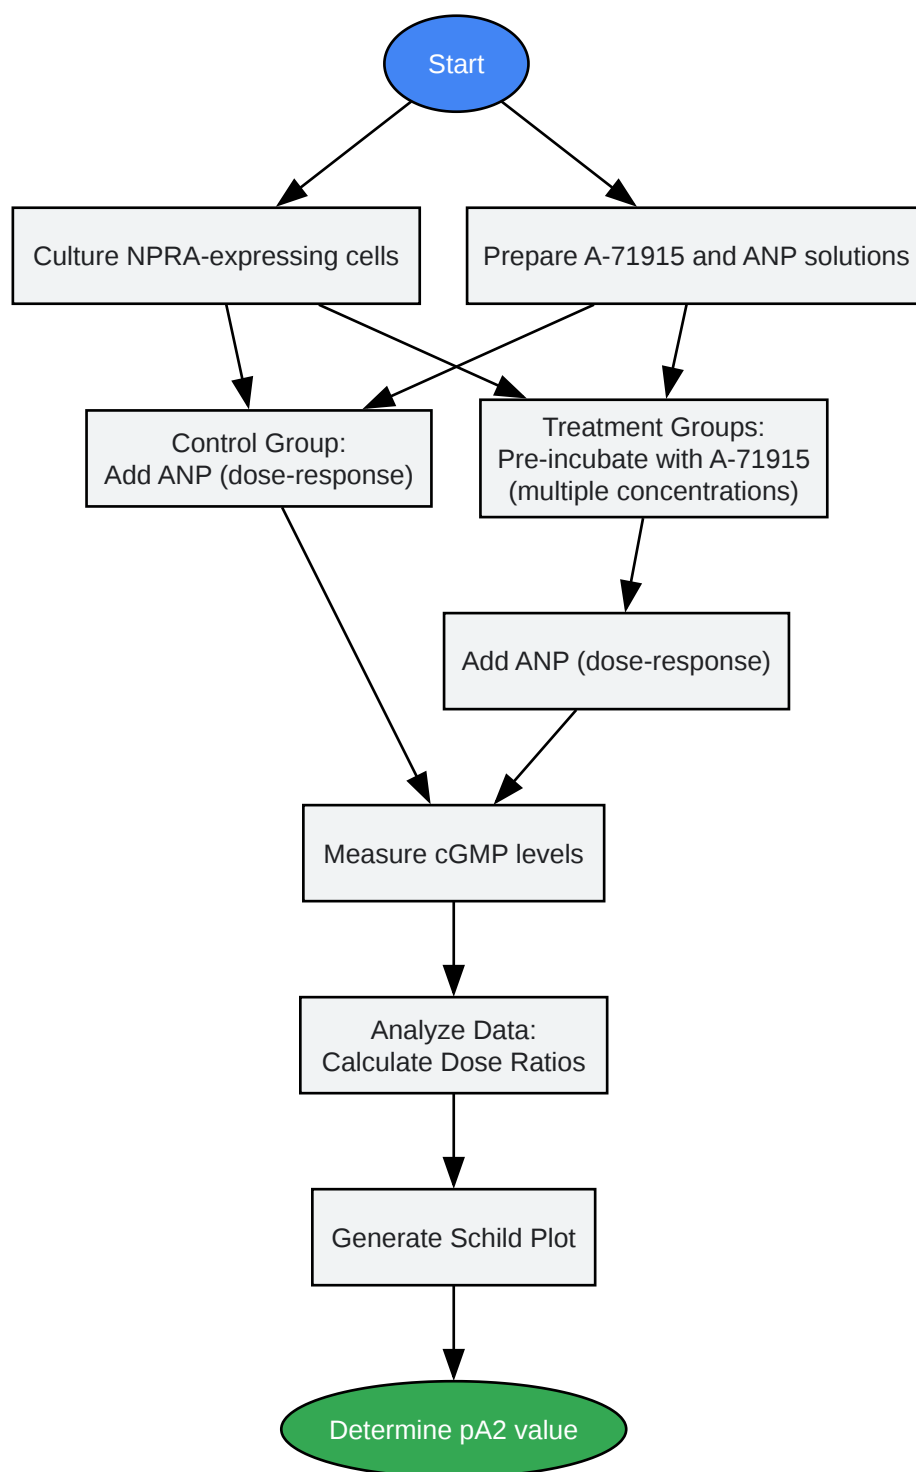 Start
Culture NPRA-expressing cells
Prepare A-71915 and ANP solutions
Control Group:
Add ANP (dose-response)
Treatment Groups:
Pre-incubate with A-71915
(multiple concentrations)
Add ANP (dose-response)
Measure cGMP levels
Analyze Data:
Calculate Dose Ratios
Generate Schild Plot
Determine pA2 value